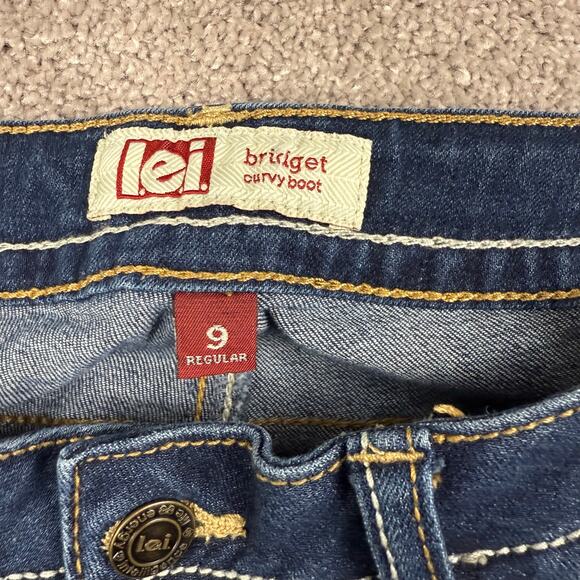 l.e.i.
bridget
curvy boot
9
REGULAR
l.e.i.